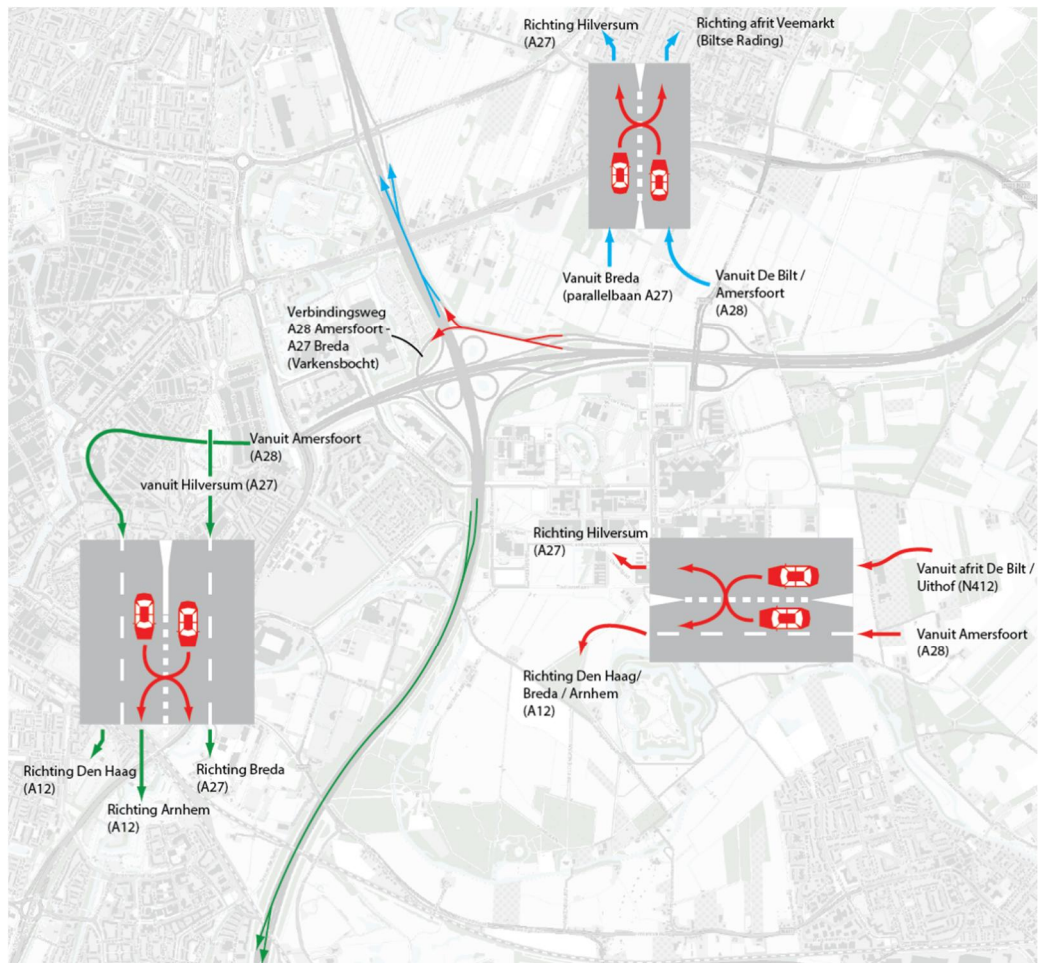 Richting Hilversum
(A27)
Richting afrit Veemarkt
(Biltse Rading)
Vanuit Breda
(parallelbaan A27)
Vanuit De Bilt /
Amersfoort
(A28)
Verbindingsweg
A28 Amersfoort -
A27 Breda
(Varkensbocht)
Vanuit Amersfoort
(A28)
vanuit Hilversum (A27)
Richting Hilversum
(A27)
Vanuit afrit De Bilt /
Uithof (N412)
Vanuit Amersfoort
(A28)
Richting Den Haag/
Breda / Arnhem
(A12)
Richting Den Haag
(A12)
Richting Breda
(A27)
Richting Arnhem
(A12)